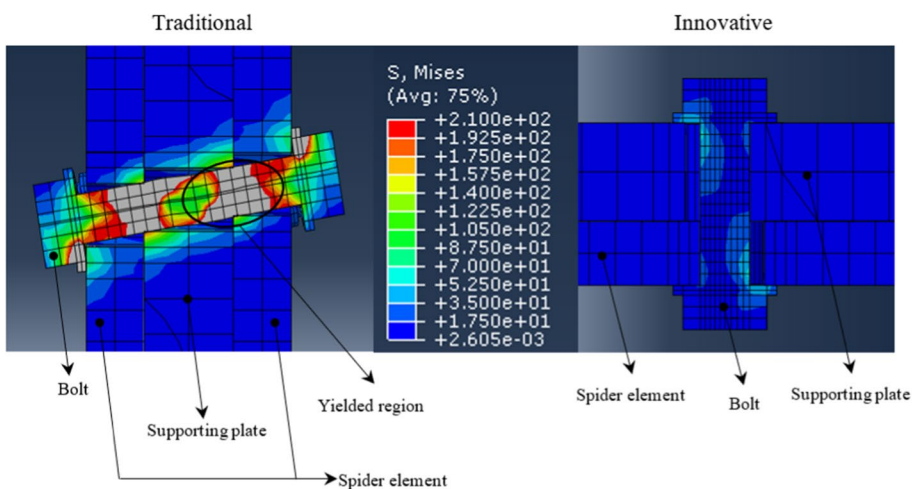 Traditional
Innovative
S, Mises
(Avg: 75%)
+2.100e+02
+1.925e+02
+1.750e+02
+1.575e+02
+1.400e+02
+1.225e+02
+1.050e+02
+8.750e+01
+7.000e+01
+5.250e+01
+3.500e+01
+1.750e+01
+2.605e-03
Bolt
Supporting plate
Yielded region
Spider element
Spider element
Bolt
Supporting plate